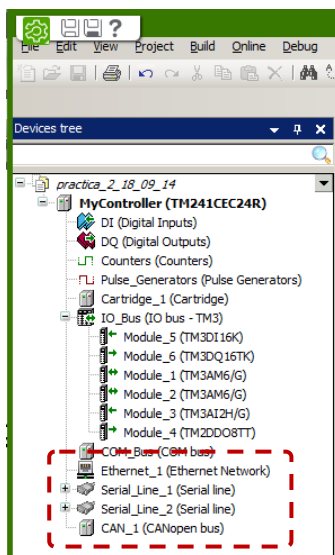 ?
File Edit View Project Build Online Debug
Devices tree
practica_2_18_09_14
MyController (TM241CEC24R)
DI (Digital Inputs)
DQ (Digital Outputs)
Counters (Counters)
Pulse_Generators (Pulse Generators)
Cartridge_1 (Cartridge)
IO_Bus (IO bus - TM3)
Module_5 (TM3DI16K)
Module_6 (TM3DQ16TK)
Module_1 (TM3AM6/G)
Module_2 (TM3AM6/G)
Module_3 (TM3AI2H/G)
Module_4 (TM2DDO8TT)
COM_Bus (COM bus)
Ethernet_1 (Ethernet Network)
Serial_Line_1 (Serial line)
Serial_Line_2 (Serial line)
CAN_1 (CANopen bus)